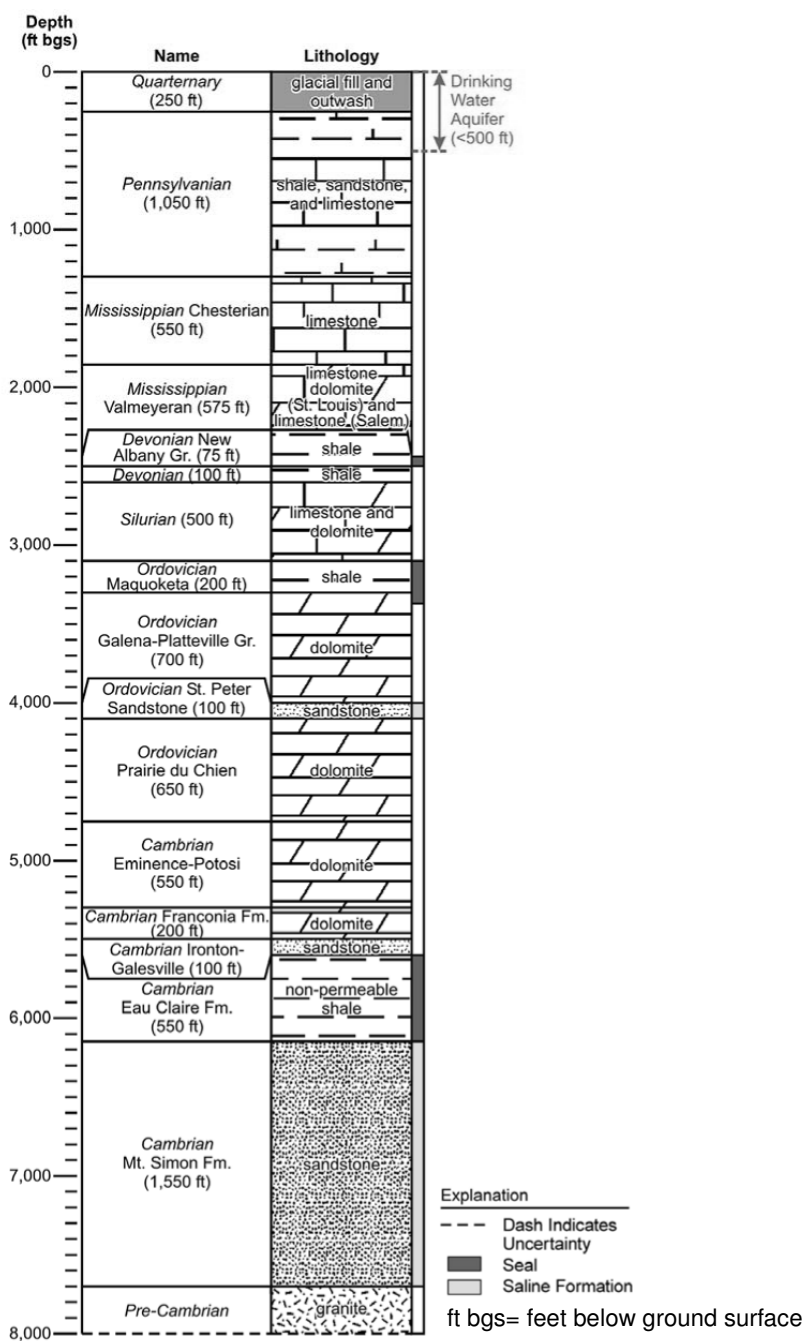 Depth
(ft bgs)
Name
Lithology
0
Quarternary
(250 ft)
glacial fill and
outwash
Drinking
Water
Aquifer
(<500 ft)
Pennsylvanian
(1,050 ft)
shale, sandstone,
and limestone
1,000
Mississippian Chesterian
(550 ft)
limestone
2,000
Mississippian
Valmeyeran (575 ft)
limestone
dolomite
(St. Louis) and
limestone (Salem)
Devonian New
Albany Gr. (75 ft)
shale
Devonian (100 ft)
shale
Silurian (500 ft)
limestone and
dolomite
3,000
Ordovician
Maquoketa (200 ft)
shale
Ordovician
Galena-Platteville Gr.
(700 ft)
dolomite
4,000
Ordovician St. Peter
Sandstone (100 ft)
sandstone
Ordovician
Prairie du Chien
(650 ft)
dolomite
5,000
Cambrian
Eminence-Potosi
(550 ft)
dolomite
Cambrian Franconia Fm.
(200 ft)
dolomite
Cambrian Ironton-
Galesville (100 ft)
sandstone
Cambrian
Eau Claire Fm.
(550 ft)
non-permeable
shale
6,000
Cambrian
Mt. Simon Fm.
(1,550 ft)
sandstone
7,000
Pre-Cambrian
granite
8,000
Explanation
Dash Indicates
Uncertainty
Seal
Saline Formation
ft bgs= feet below ground surface